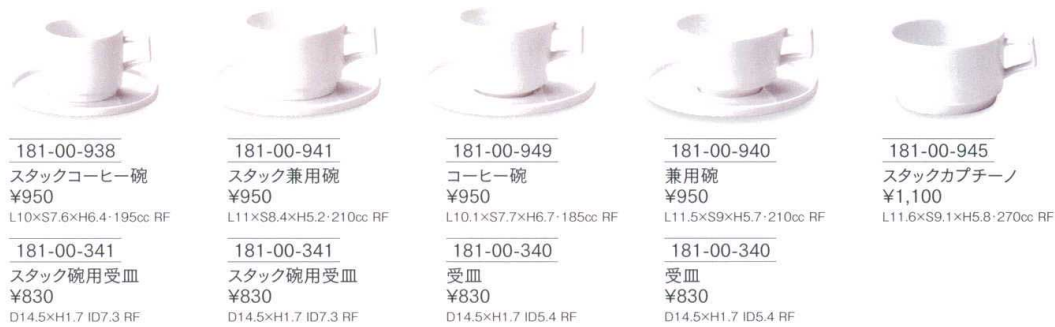 181-00-938
スタックコーヒー碗
¥950
L10×S7.6×H6.4･195cc RF
181-00-341
スタック碗用受皿
¥830
D14.5×H1.7 ID7.3 RF
181-00-941
スタック兼用碗
¥950
L11×S8.4×H5.2･210cc RF
181-00-341
スタック碗用受皿
¥830
D14.5×H1.7 ID7.3 RF
181-00-949
コーヒー碗
¥950
L10.1×S7.7×H6.7･185cc RF
181-00-340
受皿
¥830
D14.5×H1.7 ID5.4 RF
181-00-940
兼用碗
¥950
L11.5×S9×H5.7･210cc RF
181-00-340
受皿
¥830
D14.5×H1.7 ID5.4 RF
181-00-945
スタックカプチーノ
¥1,100
L11.6×S9.1×H5.8･270cc RF